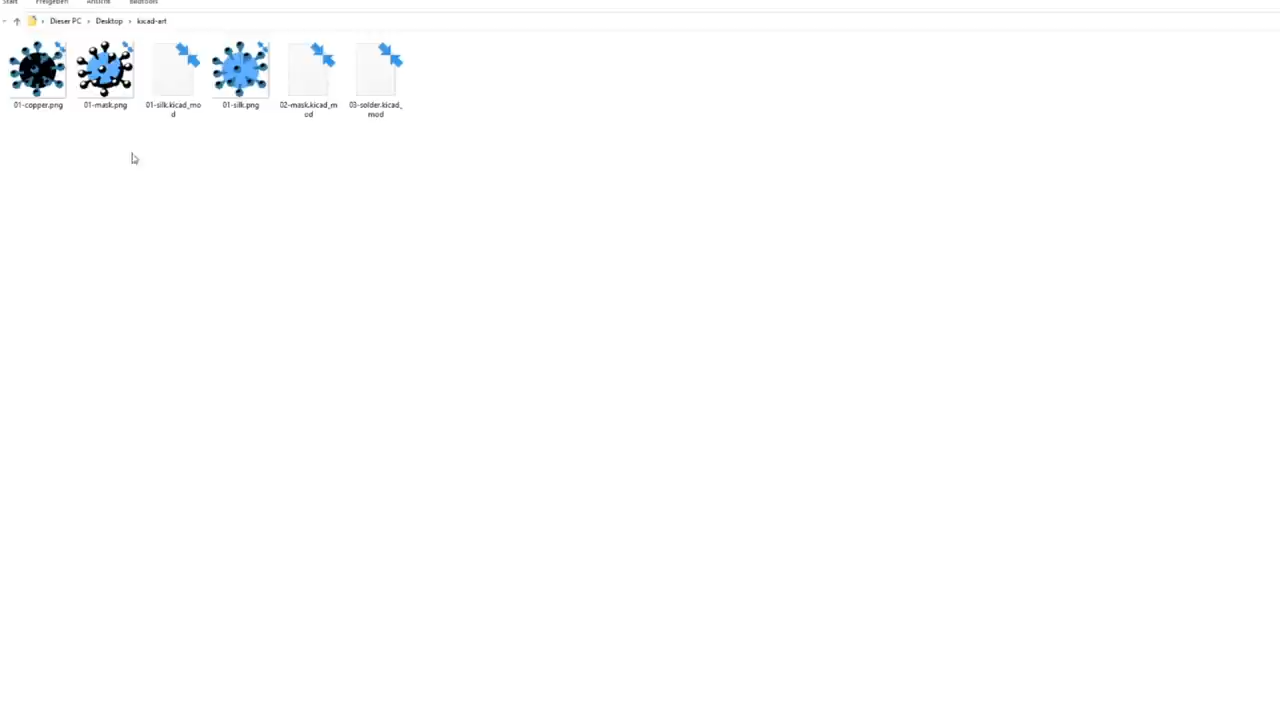 Start Freigeben Ansicht Bildtools
Dieser PC › Desktop › kicad-art
01-copper.png
01-mask.png
01-silk.kicad_mo
d
01-silk.png
02-mask.kicad_m
od
03-solder.kicad_
mod